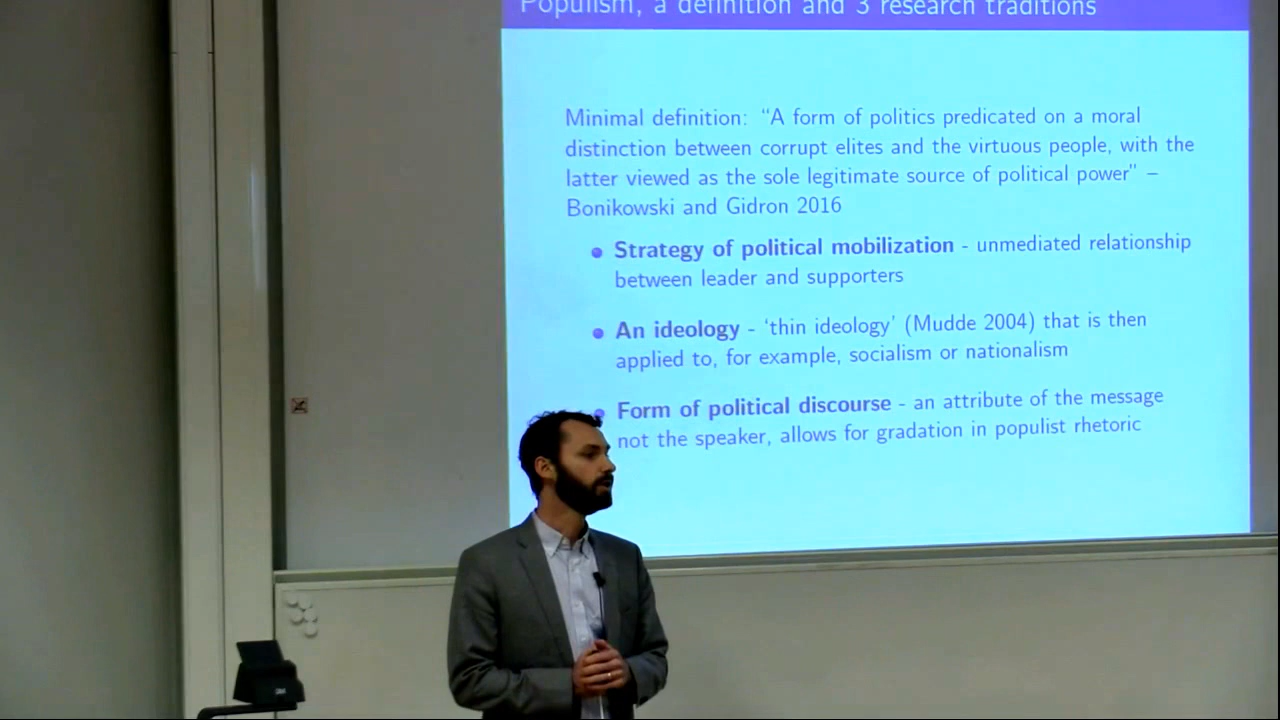 Populism, a definition and 3 research traditions
Minimal definition: “A form of politics predicated on a moral
distinction between corrupt elites and the virtuous people, with the
latter viewed as the sole legitimate source of political power” –
Bonikowski and Gidron 2016
Strategy of political mobilization - unmediated relationship
between leader and supporters
An ideology - ‘thin ideology’ (Mudde 2004) that is then
applied to, for example, socialism or nationalism
Form of political discourse - an attribute of the message
not the speaker, allows for gradation in populist rhetoric